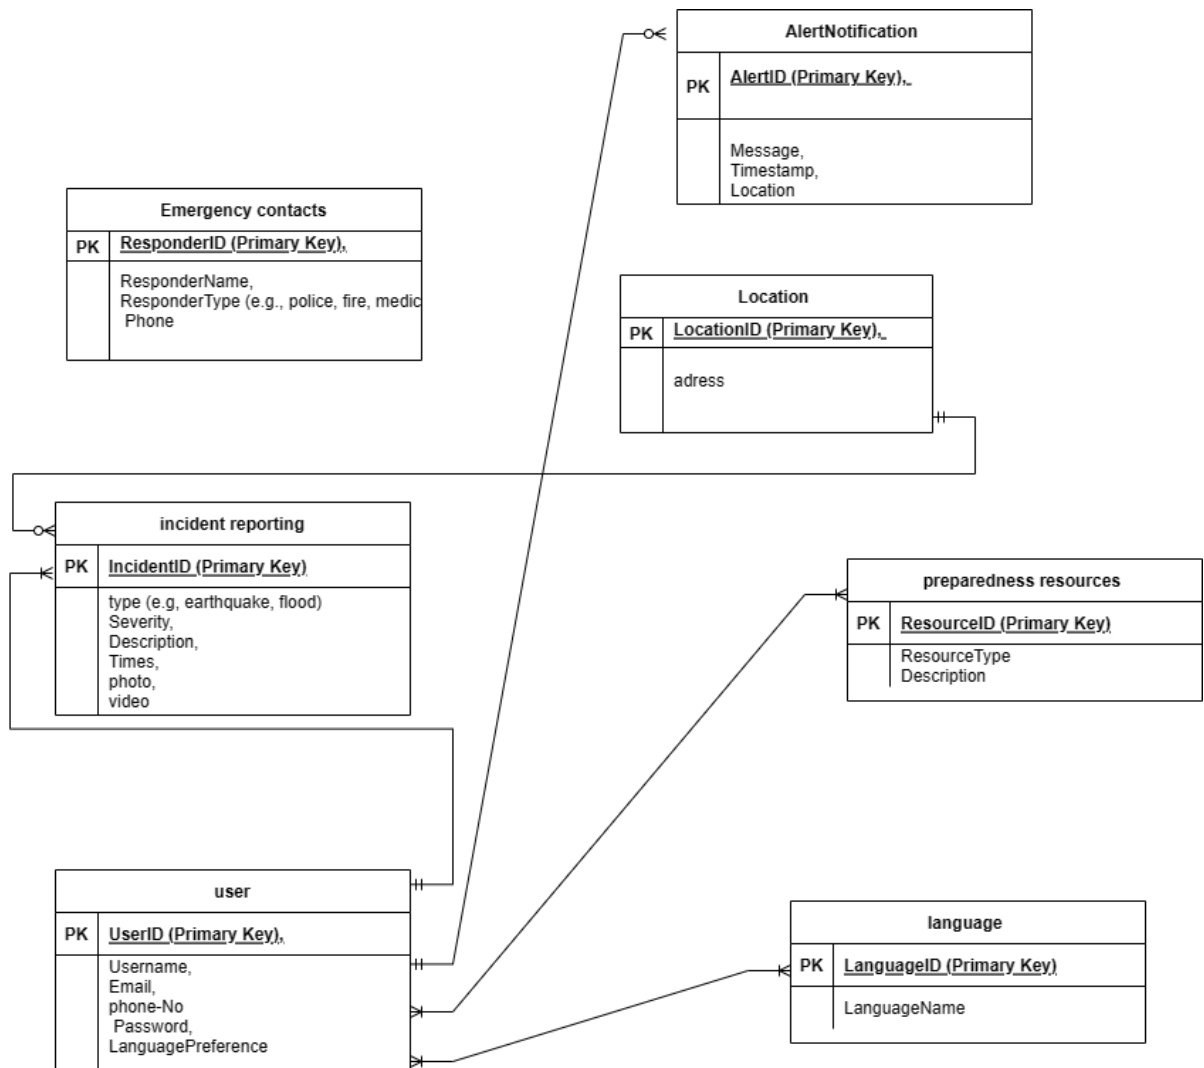 AlertNotification
PK
AlertID (Primary Key),
Message,
Timestamp,
Location
Emergency contacts
PK
ResponderID (Primary Key),
ResponderName,
ResponderType (e.g., police, fire, medic
Phone
Location
PK
LocationID (Primary Key),
adress
incident reporting
PK
IncidentID (Primary Key)
type (e.g, earthquake, flood)
Severity,
Description,
Times,
photo,
video
preparedness resources
PK
ResourceID (Primary Key)
ResourceType
Description
user
PK
UserID (Primary Key),
Username,
Email,
phone-No
Password,
LanguagePreference
language
PK
LanguageID (Primary Key)
LanguageName